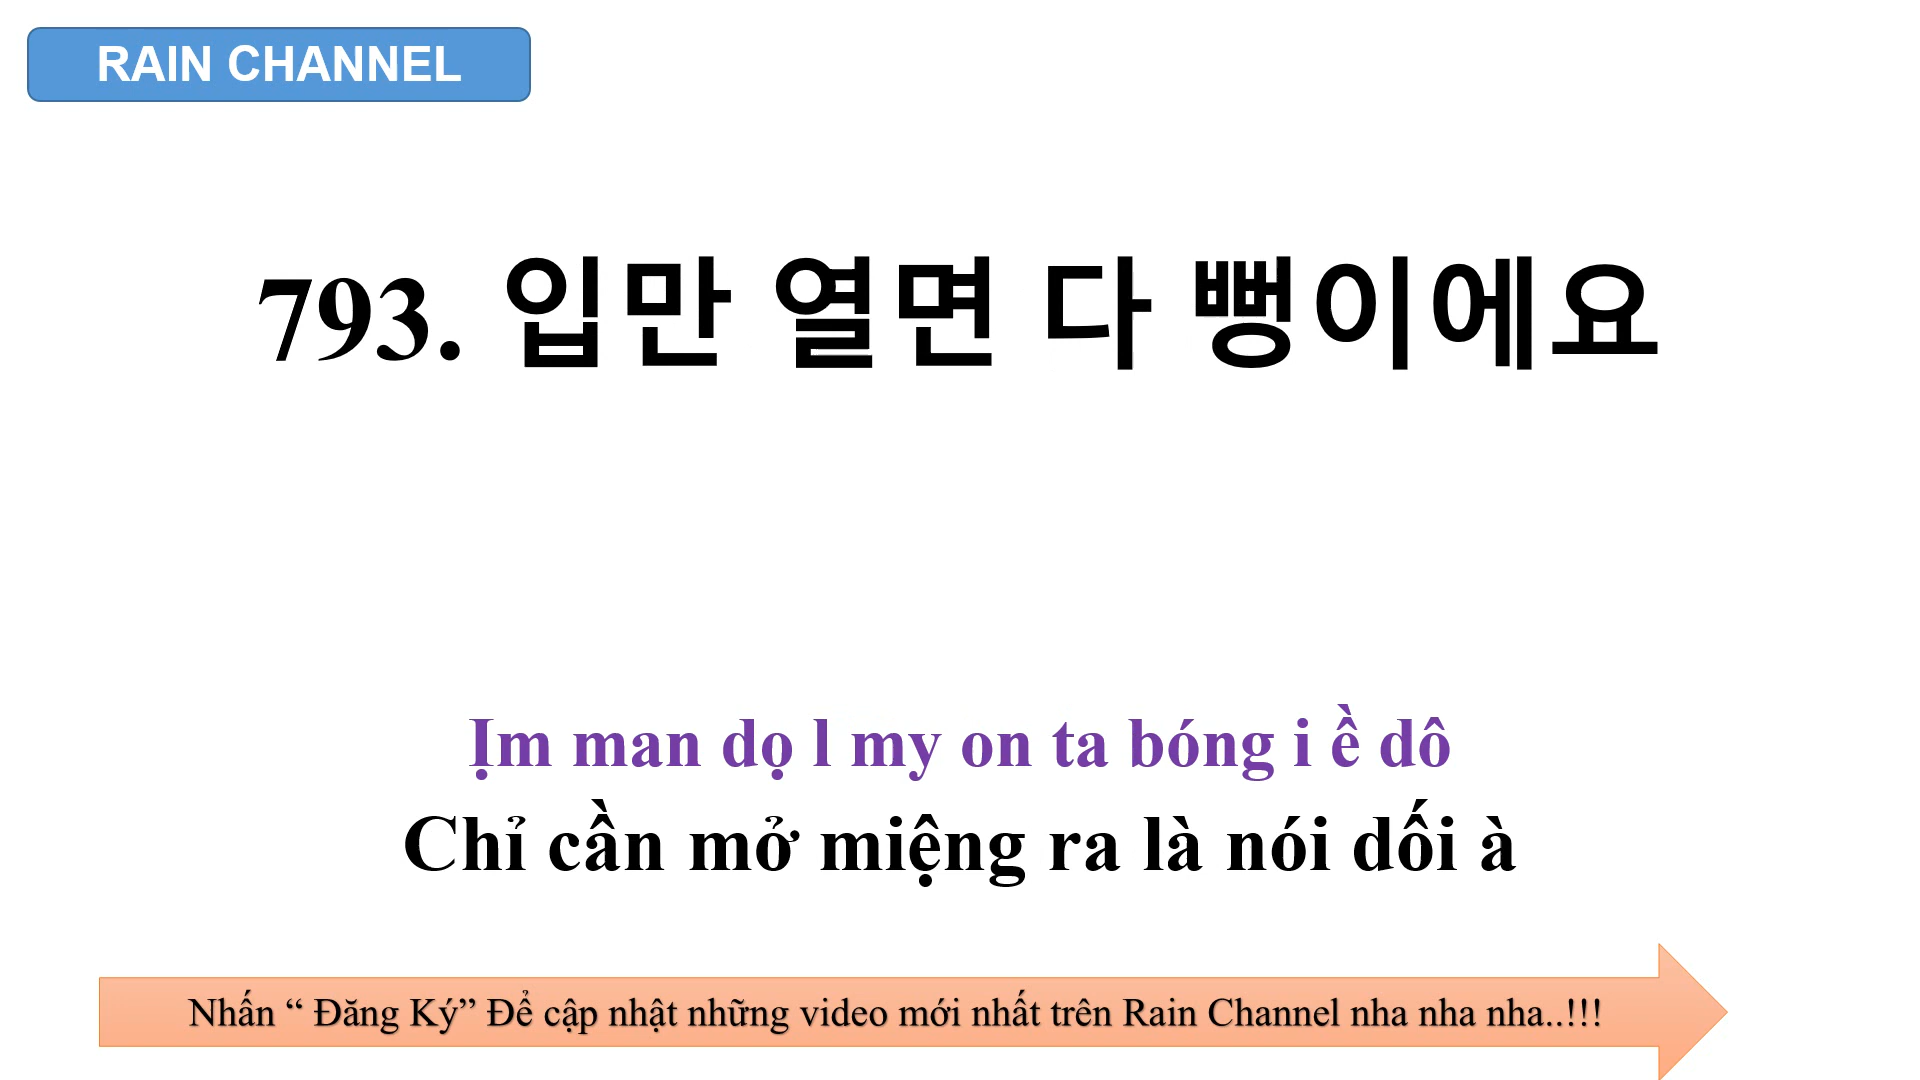 RAIN CHANNEL
793. 입만 열면 다 뻥이에요
Ịm man dọ l my on ta bóng i ề dô
Chỉ cần mở miệng ra là nói dối à
Nhấn “ Đăng Ký” Để cập nhật những video mới nhất trên Rain Channel nha nha nha..!!!